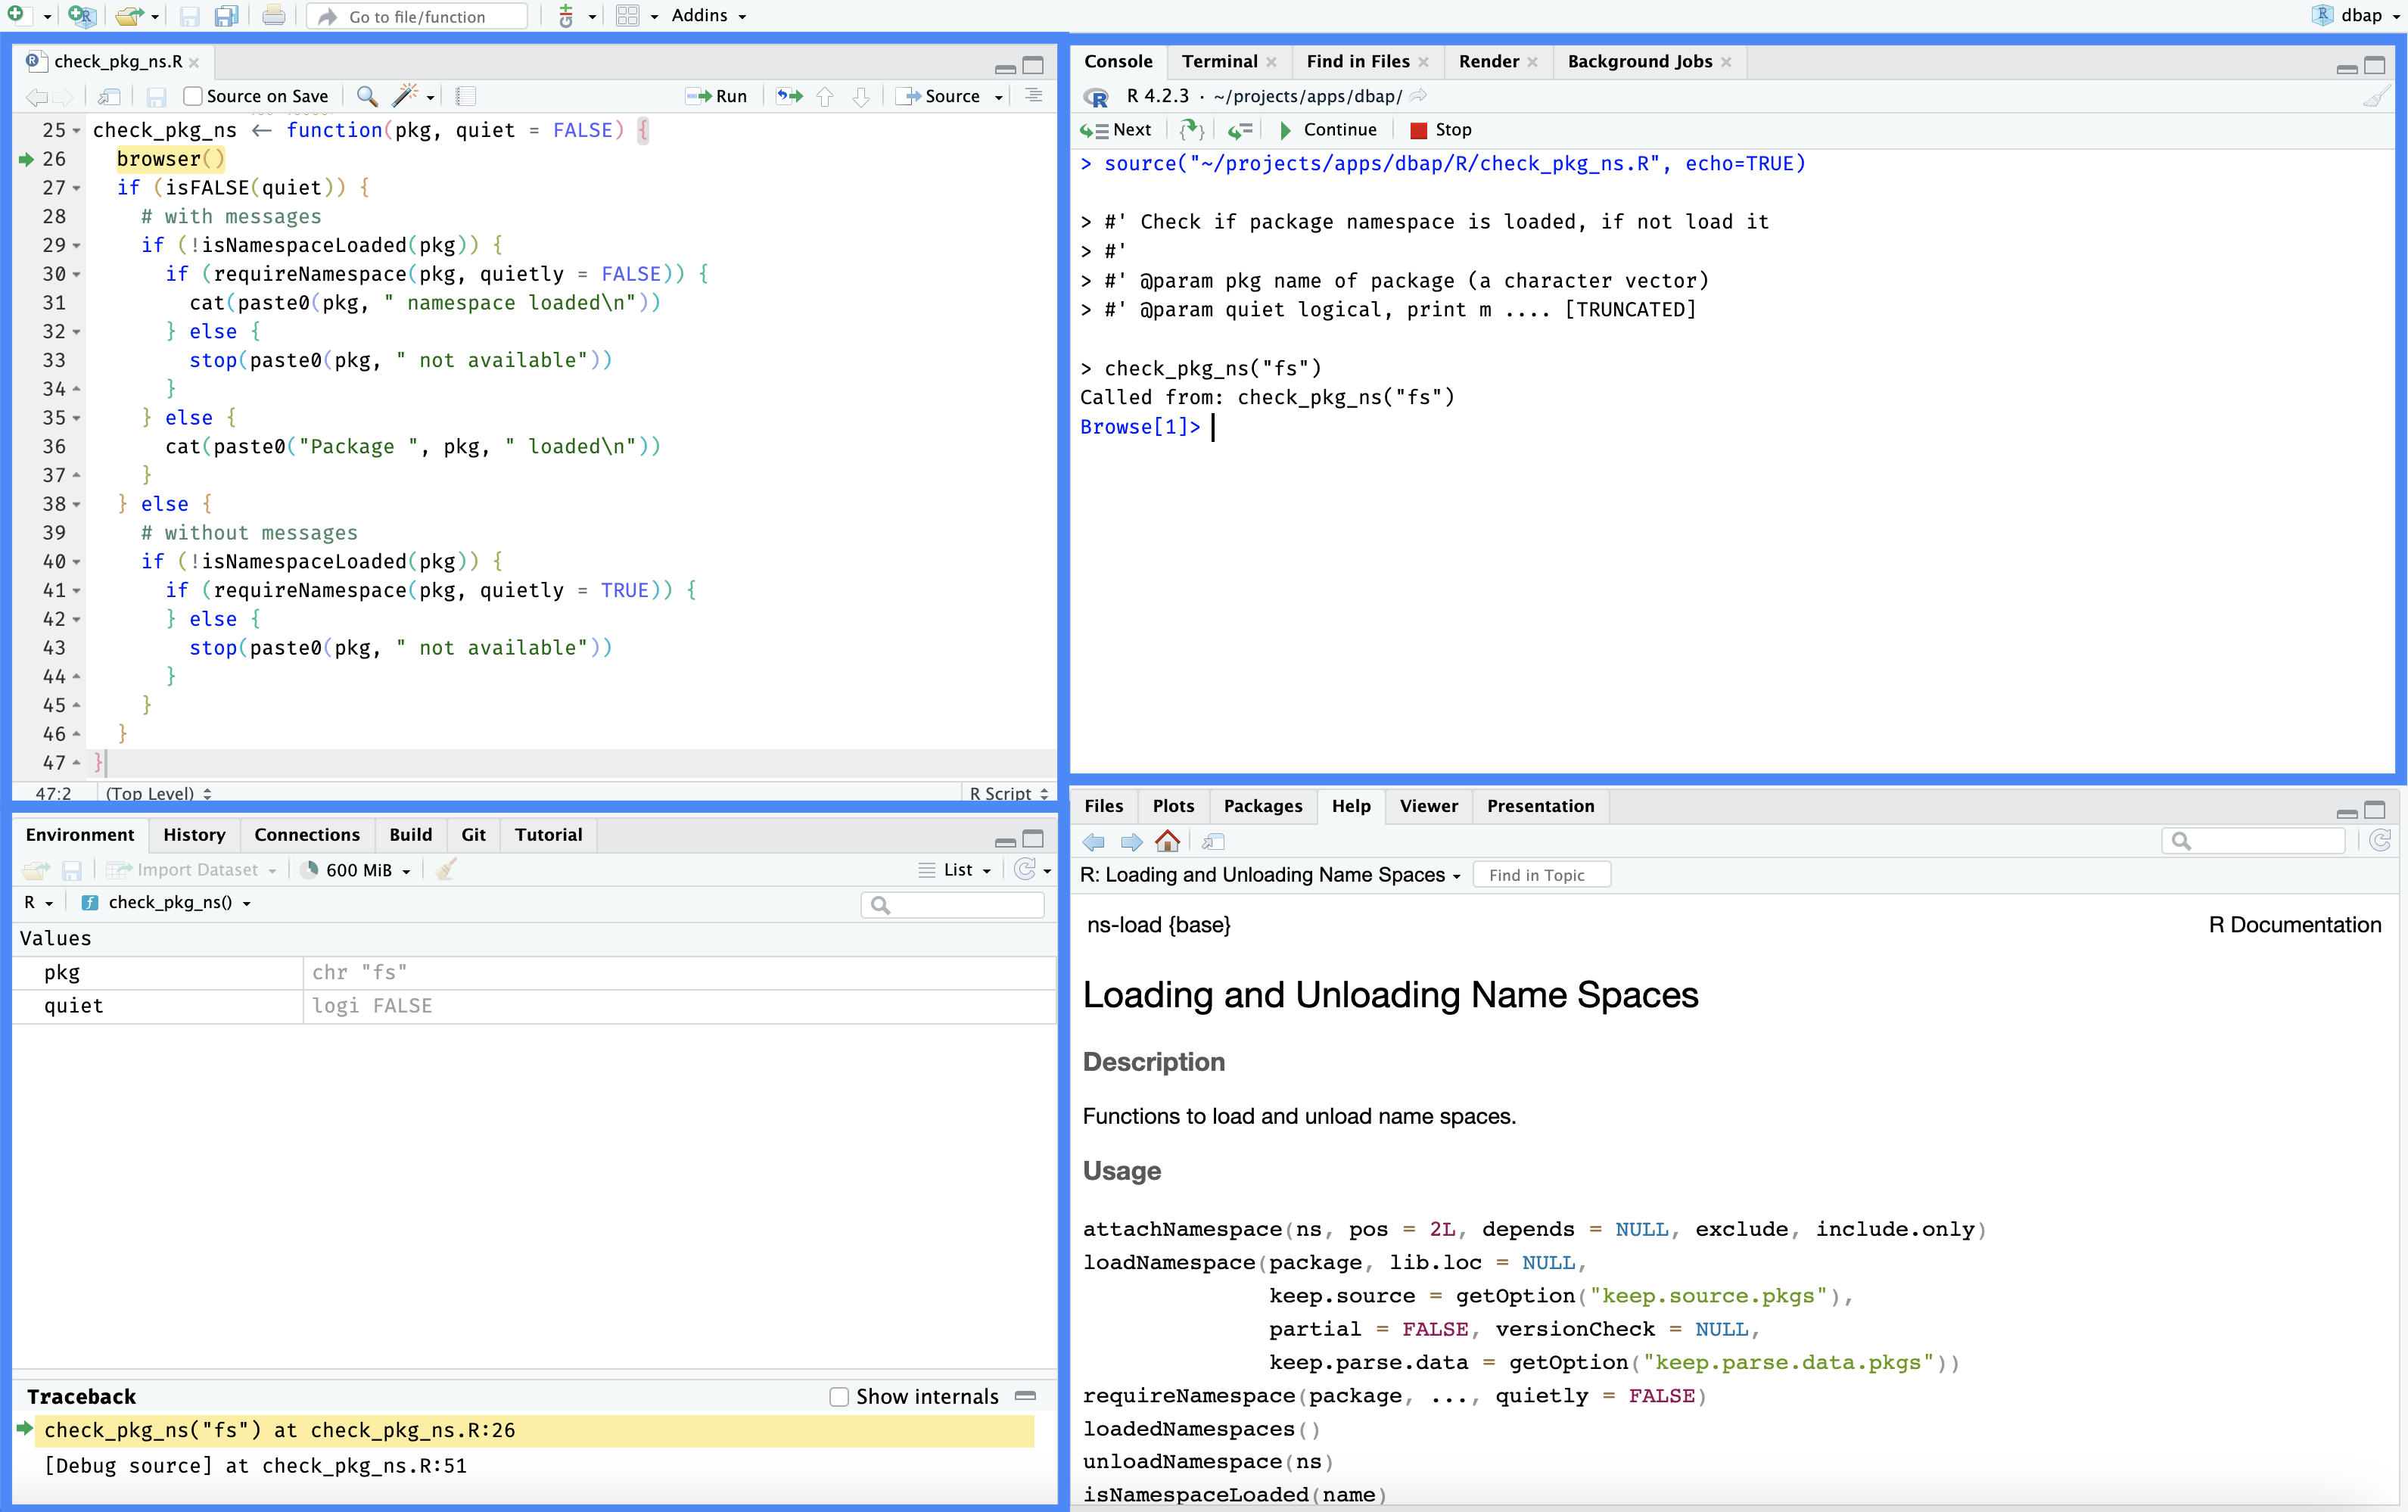 Go to file/function
Addins
dbap
check_pkg_ns.R
Source on Save
Run
Source
25 check_pkg_ns ← function(pkg, quiet = FALSE) {
26 browser()
27 if (isFALSE(quiet)) {
28 # with messages
29 if (!isNamespaceLoaded(pkg)) {
30 if (requireNamespace(pkg, quietly = FALSE)) {
31 cat(paste0(pkg, " namespace loaded\n"))
32 } else {
33 stop(paste0(pkg, " not available"))
34 }
35 } else {
36 cat(paste0("Package ", pkg, " loaded\n"))
37 }
38 } else {
39 # without messages
40 if (!isNamespaceLoaded(pkg)) {
41 if (requireNamespace(pkg, quietly = TRUE)) {
42 } else {
43 stop(paste0(pkg, " not available"))
44 }
45 }
46 }
47 }
47:2 (Top Level) R Script
Console Terminal Find in Files Render Background Jobs
R 4.2.3 · ~/projects/apps/dbap/
Next Continue Stop
> source("~/projects/apps/dbap/R/check_pkg_ns.R", echo=TRUE)
> #' Check if package namespace is loaded, if not load it
> #'
> #' @param pkg name of package (a character vector)
> #' @param quiet logical, print m .... [TRUNCATED]
> check_pkg_ns("fs")
Called from: check_pkg_ns("fs")
Browse[1]>
Environment History Connections Build Git Tutorial
Import Dataset 600 MiB List
R check_pkg_ns()
Values
pkg chr "fs"
quiet logi FALSE
Traceback Show internals
check_pkg_ns("fs") at check_pkg_ns.R:26
[Debug source] at check_pkg_ns.R:51
Files Plots Packages Help Viewer Presentation
R: Loading and Unloading Name Spaces Find in Topic
ns-load {base} R Documentation
Loading and Unloading Name Spaces
Description
Functions to load and unload name spaces.
Usage
attachNamespace(ns, pos = 2L, depends = NULL, exclude, include.only)
loadNamespace(package, lib.loc = NULL,
keep.source = getOption("keep.source.pkgs"),
partial = FALSE, versionCheck = NULL,
keep.parse.data = getOption("keep.parse.data.pkgs"))
requireNamespace(package, ..., quietly = FALSE)
loadedNamespaces()
unloadNamespace(ns)
isNamespaceLoaded(name)